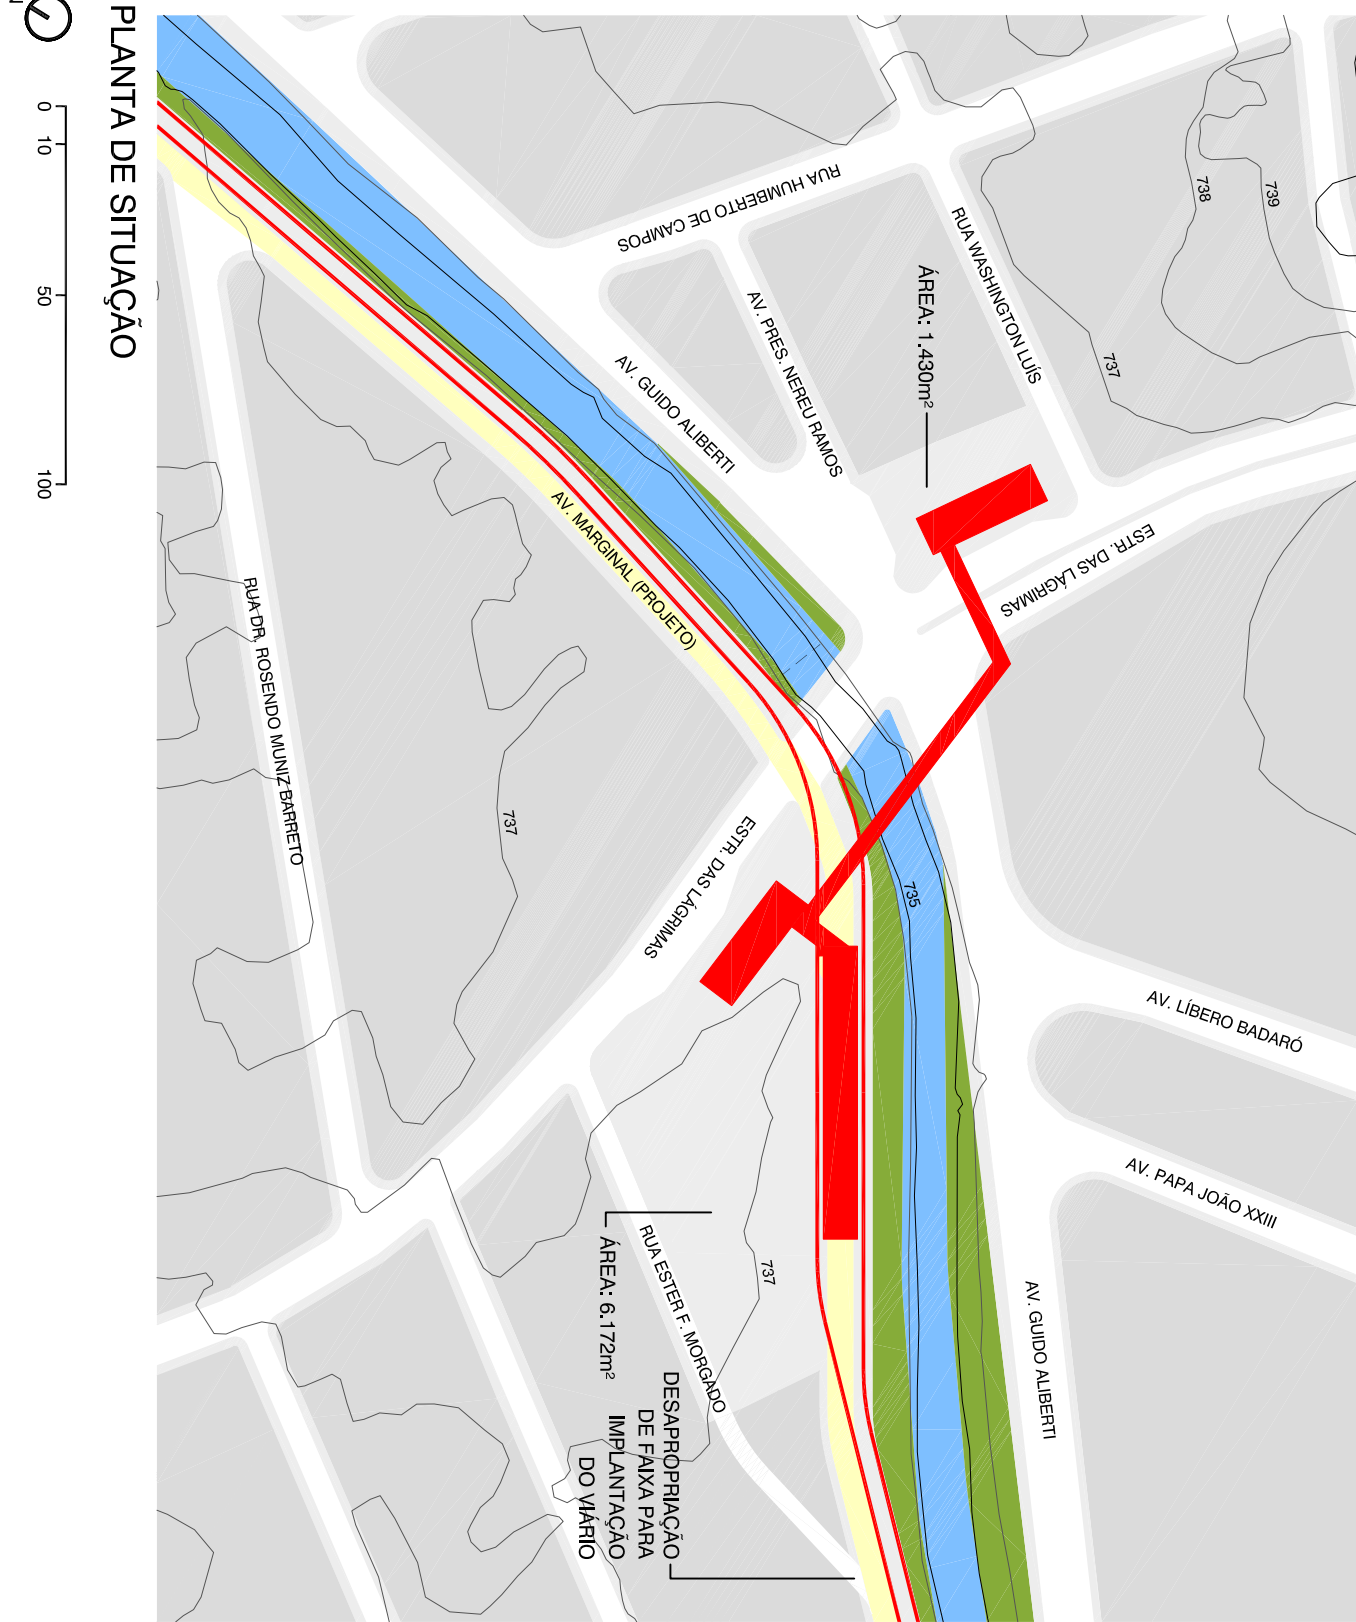 PLANTA DE SITUAÇÃO
0
10
50
100
RUA HUMBERTO DE CAMPOS
RUA WASHINGTON LUÍS
738
739
737
ÁREA: 1.430m²
AV. PRES. NEREU RAMOS
AV. GUIDO ALIBERTI
AV. MARGINAL (PROJETO)
ESTR. DAS LÁGRIMAS
RUA DR. ROSENDO MUNIZ BARRETO
737
ESTR. DAS LÁGRIMAS
735
AV. LÍBERO BADARÓ
AV. PAPA JOÃO XXIII
AV. GUIDO ALIBERTI
737
RUA ESTER F. MORGADO
ÁREA: 6.172m²
DESAPROPRIAÇÃO
DE FAIXA PARA
IMPLANTAÇÃO
DO VIÁRIO